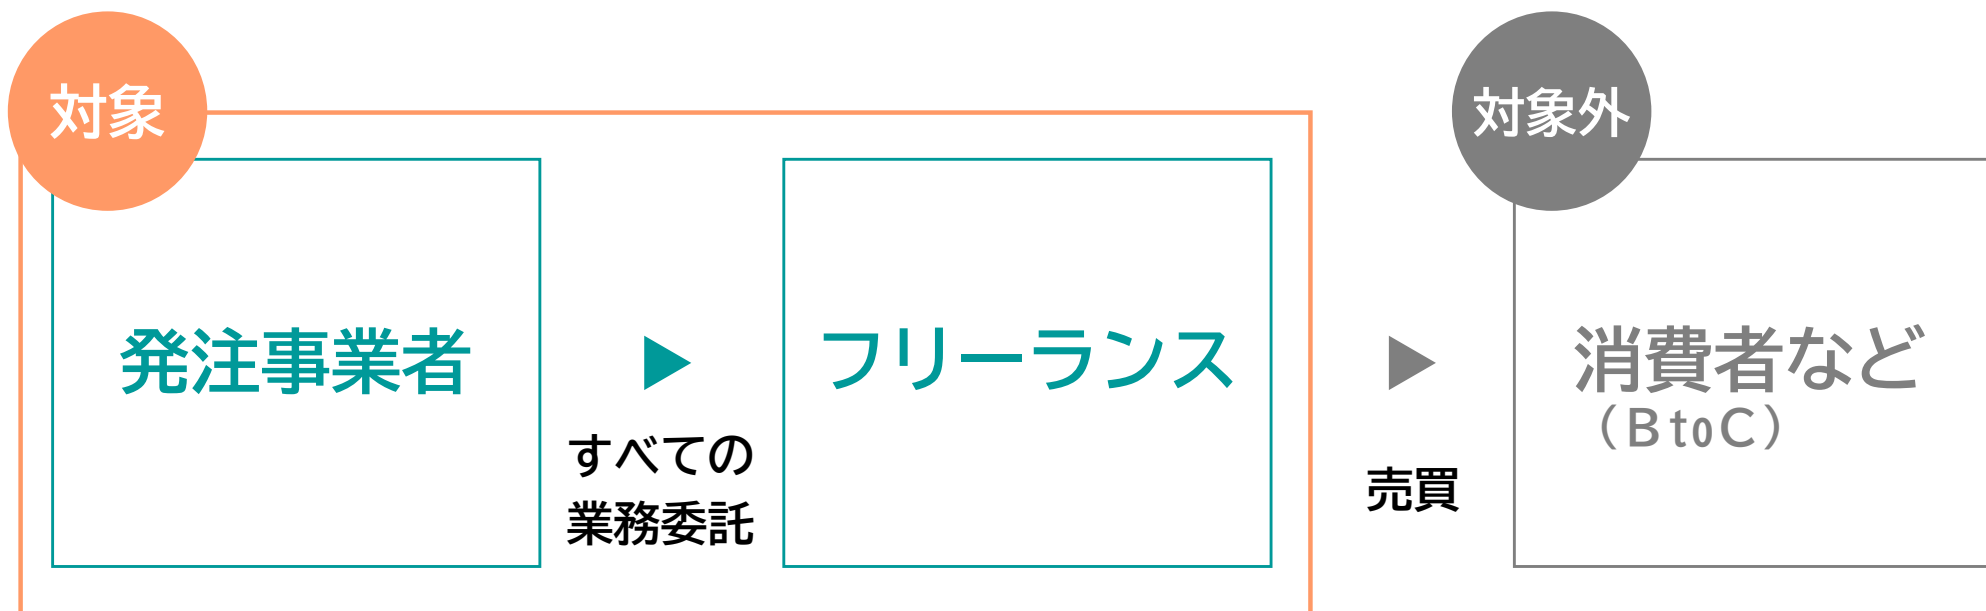 対象
対象外
発注事業者
フリーランス
消費者など
（BtoC）
すべての
業務委託
売買